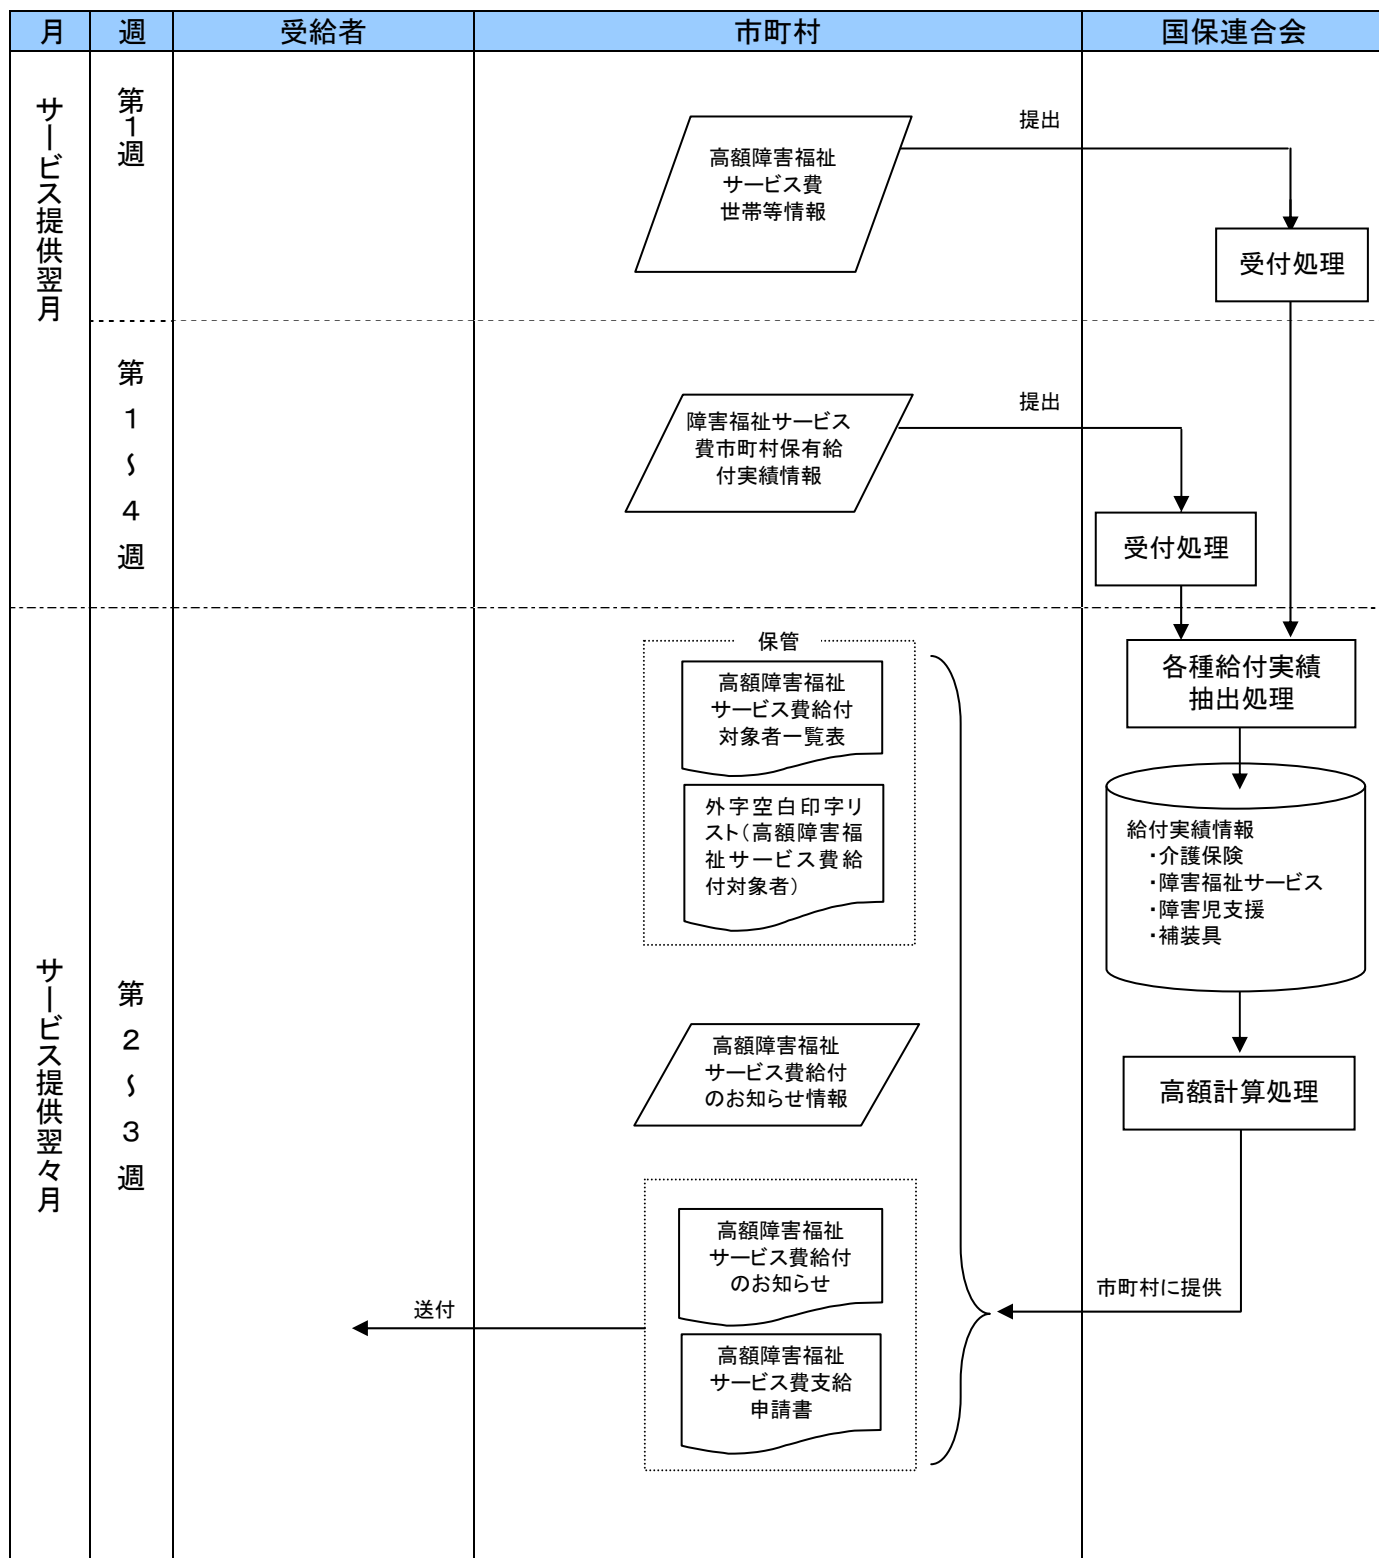 月 週 受給者 市町村 国保連合会
サービス提供翌月
第1週
高額障害福祉
サービス費
世帯等情報
提出
受付処理
第
1
～
4
週
障害福祉サービス
費市町村保有給
付実績情報
提出
受付処理
サービス提供翌々月
第
2
～
3
週
保管
高額障害福祉
サービス費給付
対象者一覧表
外字空白印字リ
スト（高額障害福
祉サービス費給
付対象者）
各種給付実績
抽出処理
給付実績情報
・介護保険
・障害福祉サービス
・障害児支援
・補装具
高額障害福祉
サービス費給付
のお知らせ情報
高額計算処理
高額障害福祉
サービス費給付
のお知らせ
市町村に提供
送付
高額障害福祉
サービス費支給
申請書